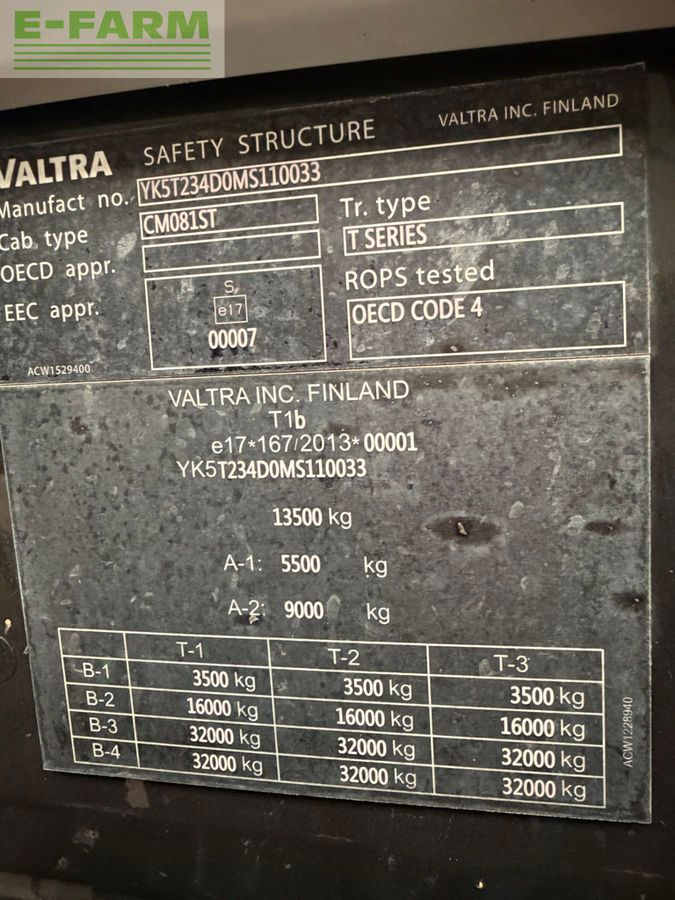 E-FARM
VALTRA SAFETY STRUCTURE VALTRA INC. FINLAND
Manufact no. YK5T234D0MS110033
Cab type CM081ST Tr. type
T SERIES
OECD appr.
ROPS tested
EEC appr. S OECD CODE 4
e17
00007
ACW1529400
VALTRA INC. FINLAND
T1b
e17*167/2013*00001
YK5T234D0MS110033
13500 kg
A-1: 5500 kg
A-2: 9000 kg
T-1 T-2 T-3
B-1 3500 kg 3500 kg 3500 kg
B-2 16000 kg 16000 kg 16000 kg
B-3 32000 kg 32000 kg 32000 kg
B-4 32000 kg 32000 kg 32000 kg
ACW1228940